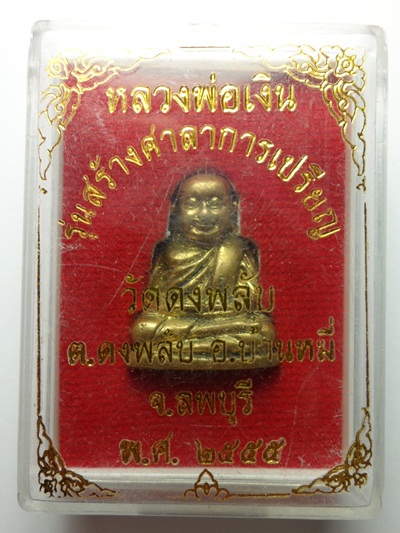 หลวงพ่อเงิน
รุ่นสร้างศาลาการเปรียญ
วัดดงพลับ
ต.ดงพลับ อ.บ้านหมี่
จ.ลพบุรี
พ.ศ. ๒๕๕๕